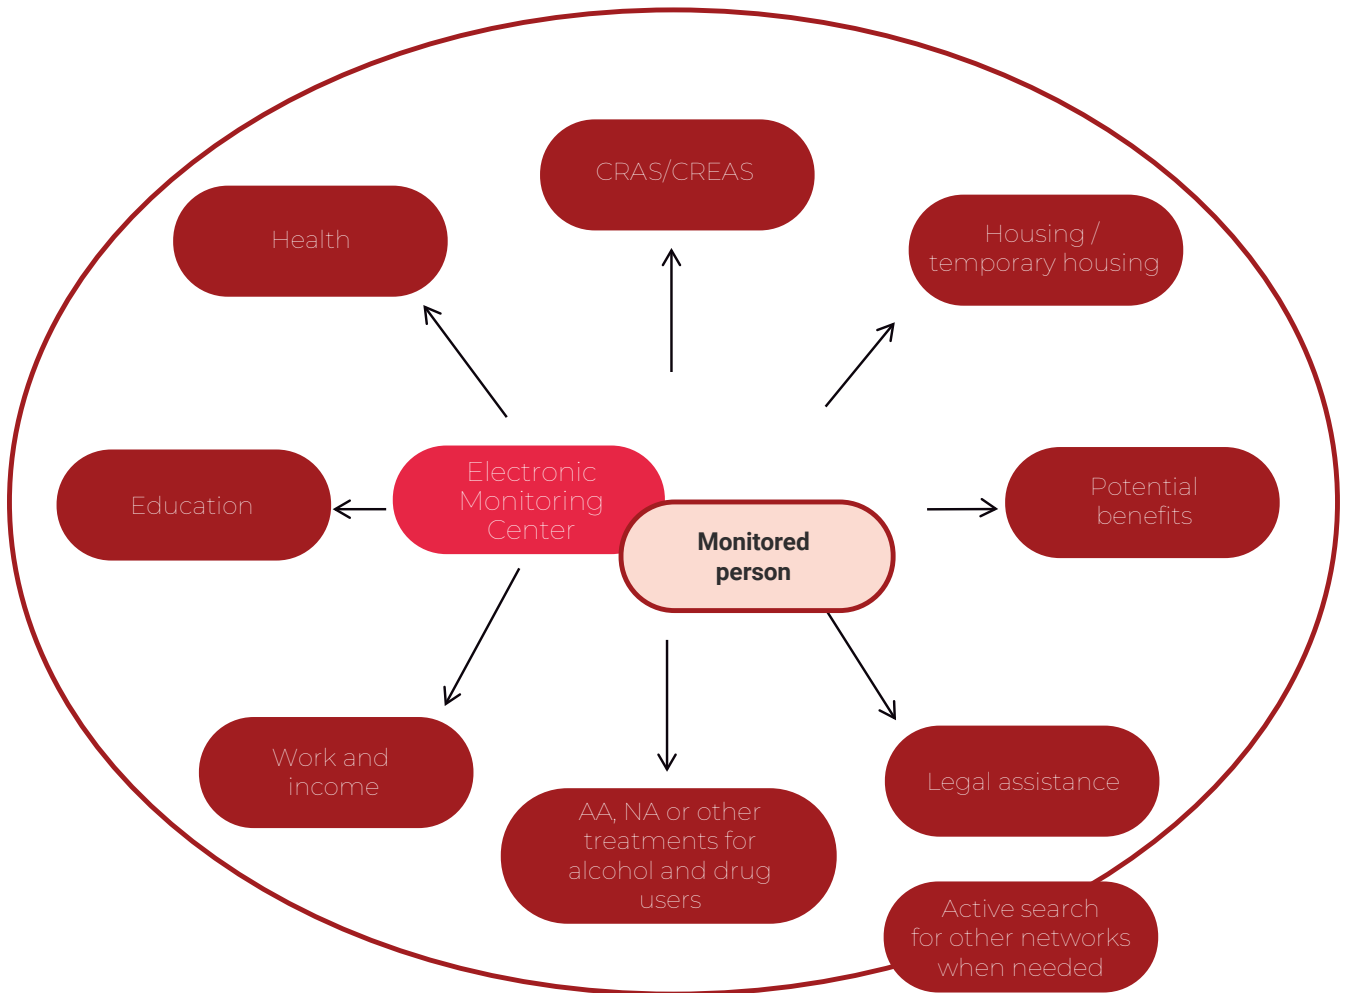 CRAS/CREAS
Health
Housing /
temporary housing
Electronic
Monitoring
Center
Education
Potential
benefits
Monitored
person
Work and
income
Legal assistance
AA, NA or other
treatments for
alcohol and drug
users
Active search
for other networks
when needed